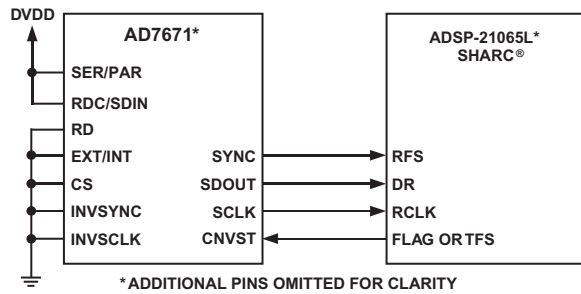 DVDD
AD7671*
SER/PAR
RDC/SDIN
RD
EXT/INT
CS
INVSYNC
INVSCLK
SYNC
SDOUT
SCLK
CNVST
ADSP-21065L*
SHARC®
RFS
DR
RCLK
FLAG OR TFS
*ADDITIONAL PINS OMITTED FOR CLARITY